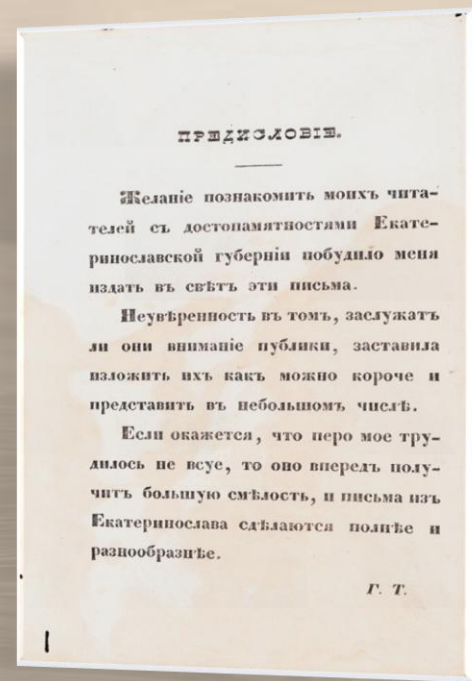 ПРЕДИСЛОВІЕ.
Желаніе познакомить моихъ чита-
телей съ достопамятностями Екате-
ринославской губерніи побудило меня
издать въ свѣтъ эти письма.
Неувѣренность въ томъ, заслужатъ
ли они вниманіе публики, заставила
изложить ихъ какъ можно короче и
представить въ небольшомъ числѣ.
Если окажется, что перо мое тру-
дилось не всуе, то оно впередъ полу-
читъ большую смѣлость, и письма изъ
Екатеринослава сдѣлаются полнѣе и
разнообразнѣе.
Г. Т.